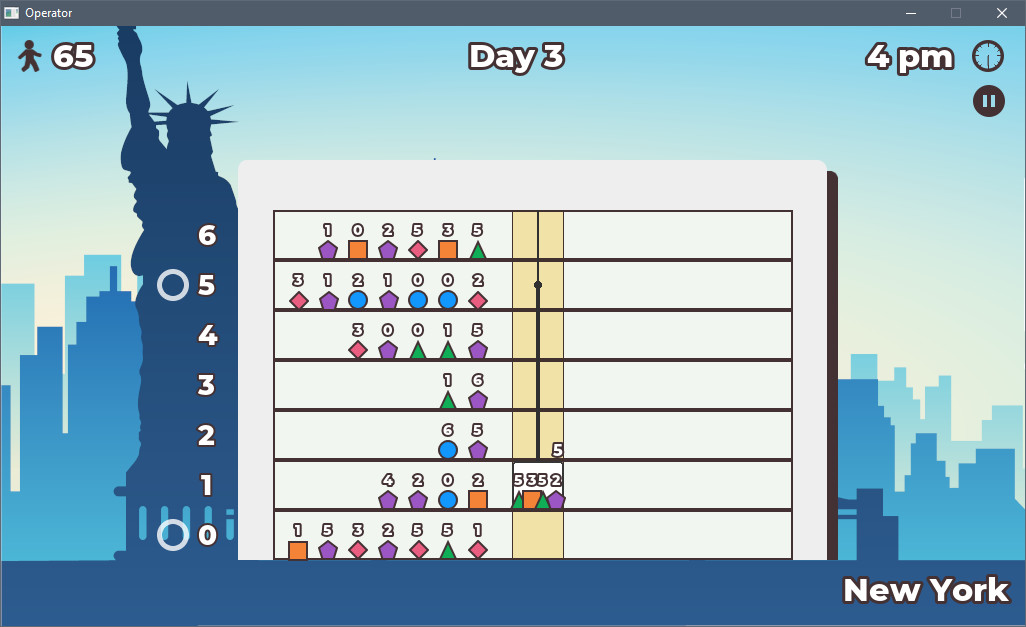 Operator
65
Day 3
4 pm
6
1 0 2 5 3 5
5
3 1 2 1 0 0 2
4
3 0 0 1 5
3
1 6
2
6 5
5
1
4 2 0 2
5 3 5 2
0
1 5 3 2 5 5 1
New York